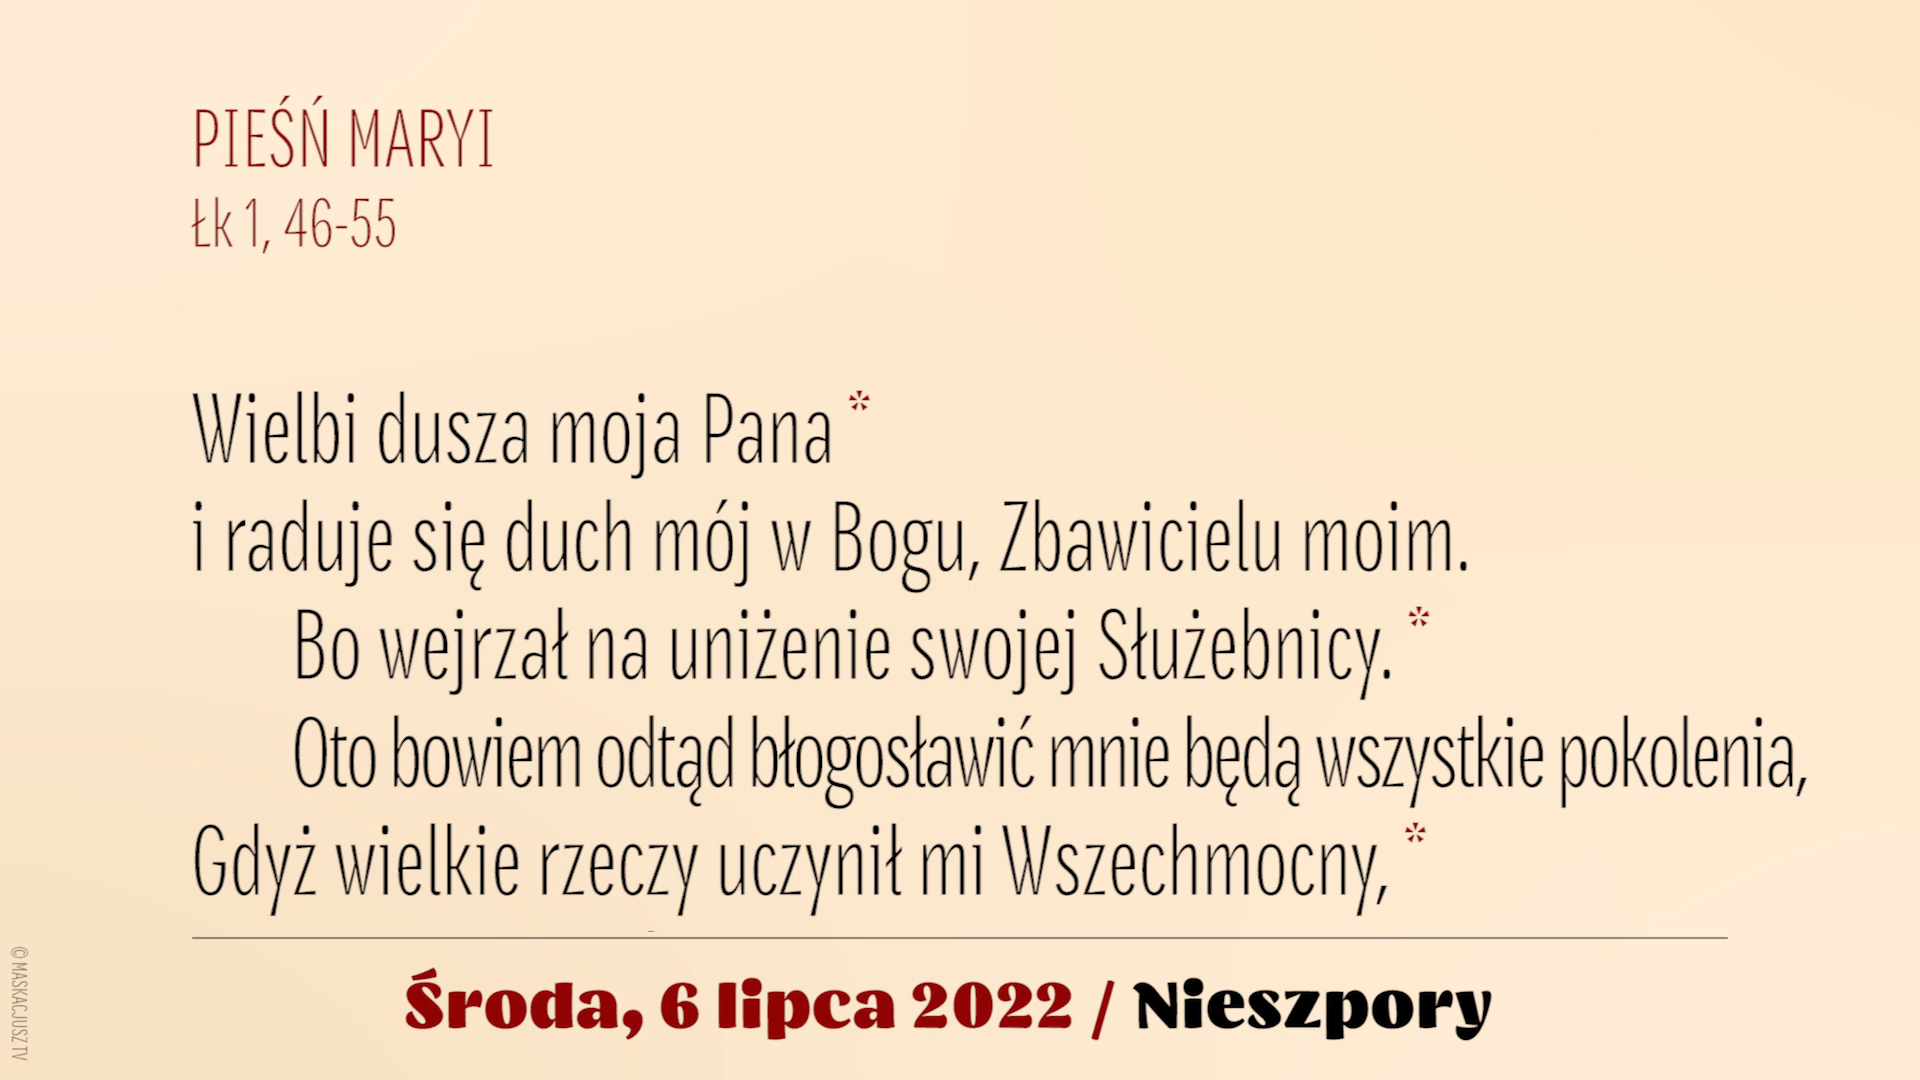 PIEŚŃ MARYI
Łk 1, 46-55
Wielbi dusza moja Pana *
i raduje się duch mój w Bogu, Zbawicielu moim.
Bo wejrzał na uniżenie swojej Służebnicy. *
Oto bowiem odtąd błogosławić mnie będą wszystkie pokolenia,
Gdyż wielkie rzeczy uczynił mi Wszechmocny, *
Środa, 6 lipca 2022 / Nieszpory
© MASKACJUSZ TV